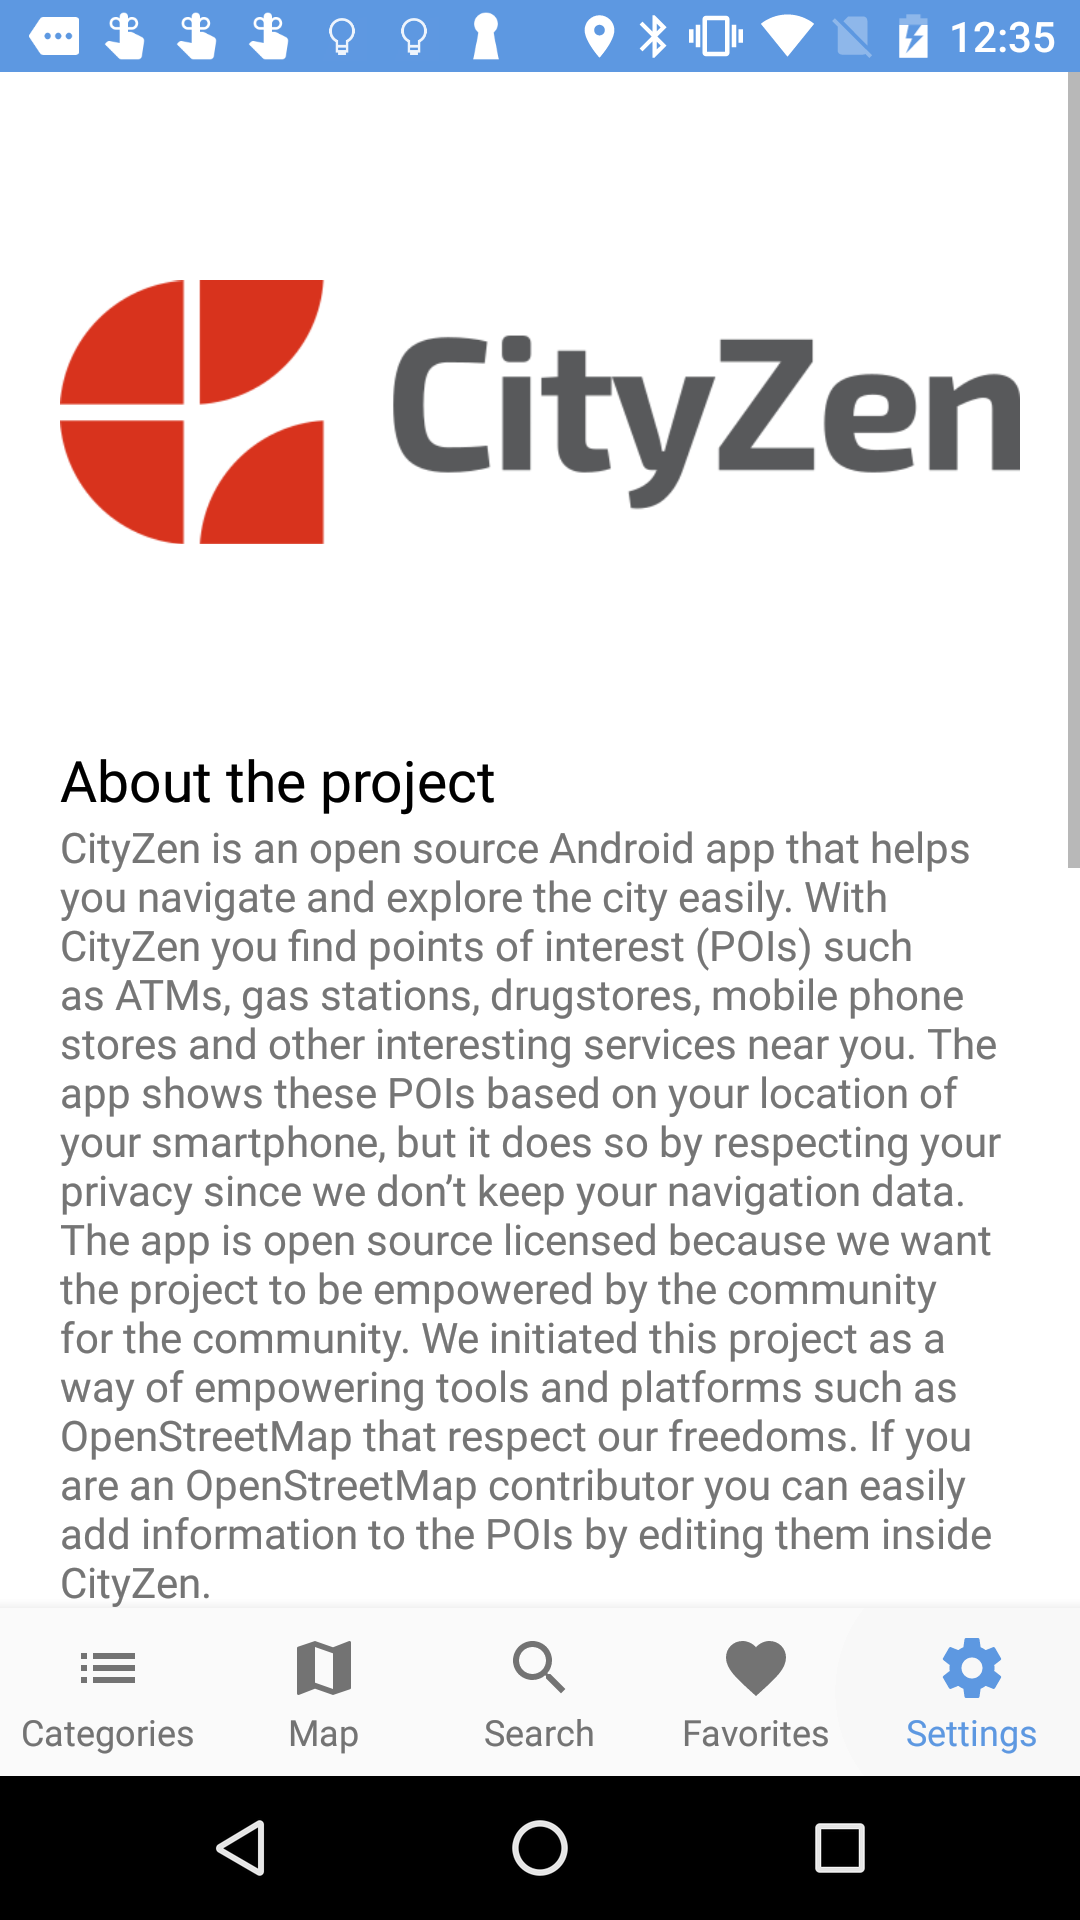 12:35
CityZen
About the project
CityZen is an open source Android app that helps
you navigate and explore the city easily. With
CityZen you find points of interest (POIs) such
as ATMs, gas stations, drugstores, mobile phone
stores and other interesting services near you. The
app shows these POIs based on your location of
your smartphone, but it does so by respecting your
privacy since we don’t keep your navigation data.
The app is open source licensed because we want
the project to be empowered by the community
for the community. We initiated this project as a
way of empowering tools and platforms such as
OpenStreetMap that respect our freedoms. If you
are an OpenStreetMap contributor you can easily
add information to the POIs by editing them inside
CityZen.
Categories Map Search Favorites Settings